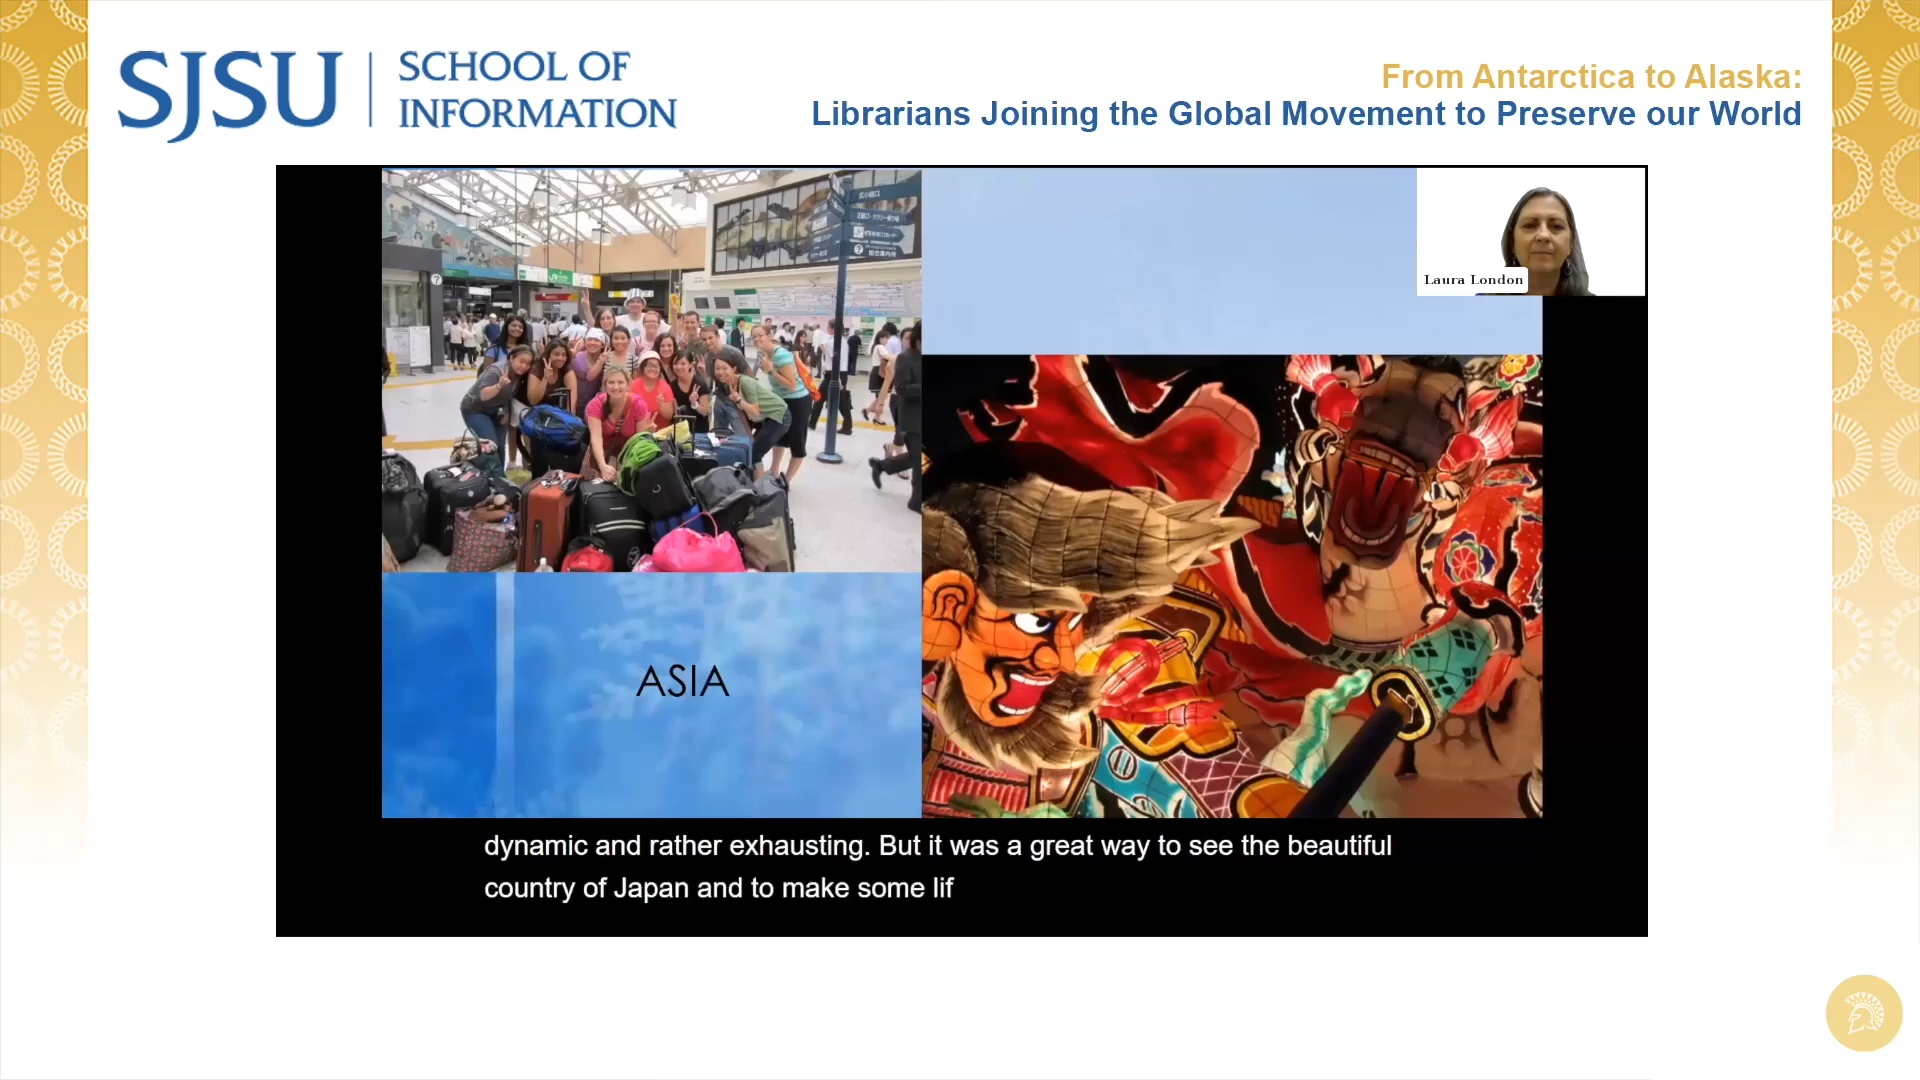 SJSU
SCHOOL OF
INFORMATION
From Antarctica to Alaska:
Librarians Joining the Global Movement to Preserve our World
Laura London
ASIA
dynamic and rather exhausting. But it was a great way to see the beautiful
country of Japan and to make some lif